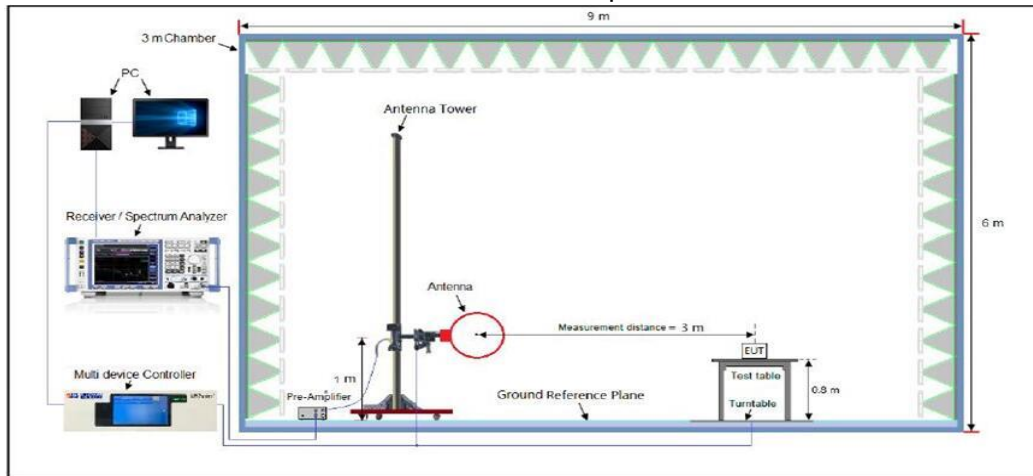 9 m
3 m Chamber
PC
Antenna Tower
Receiver / Spectrum Analyzer
6 m
Antenna
Measurement distance = 3 m
EUT
Multi device Controller
1 m
Test table
0.8 m
Pre-Amplifier
Ground Reference Plane
Turntable